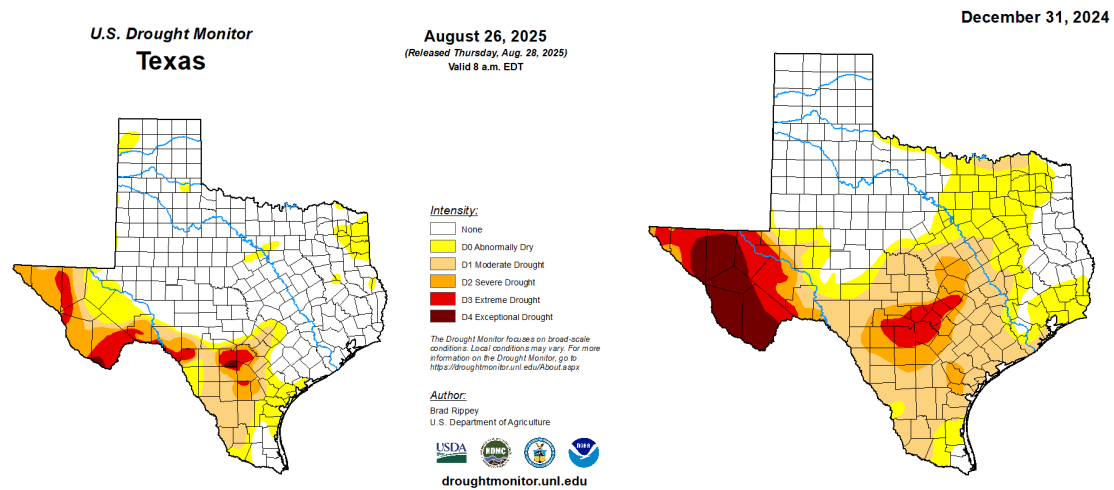 U.S. Drought Monitor
Texas
August 26, 2025
(Released Thursday, Aug. 28, 2025)
Valid 8 a.m. EDT
December 31, 2024
Intensity:
None
D0 Abnormally Dry
D1 Moderate Drought
D2 Severe Drought
D3 Extreme Drought
D4 Exceptional Drought
The Drought Monitor focuses on broad-scale
conditions. Local conditions may vary. For more
information on the Drought Monitor, go to
https://droughtmonitor.unl.edu/About.aspx
Author:
Brad Rippey
U.S. Department of Agriculture
USDA
NDMC
NOAA
droughtmonitor.unl.edu